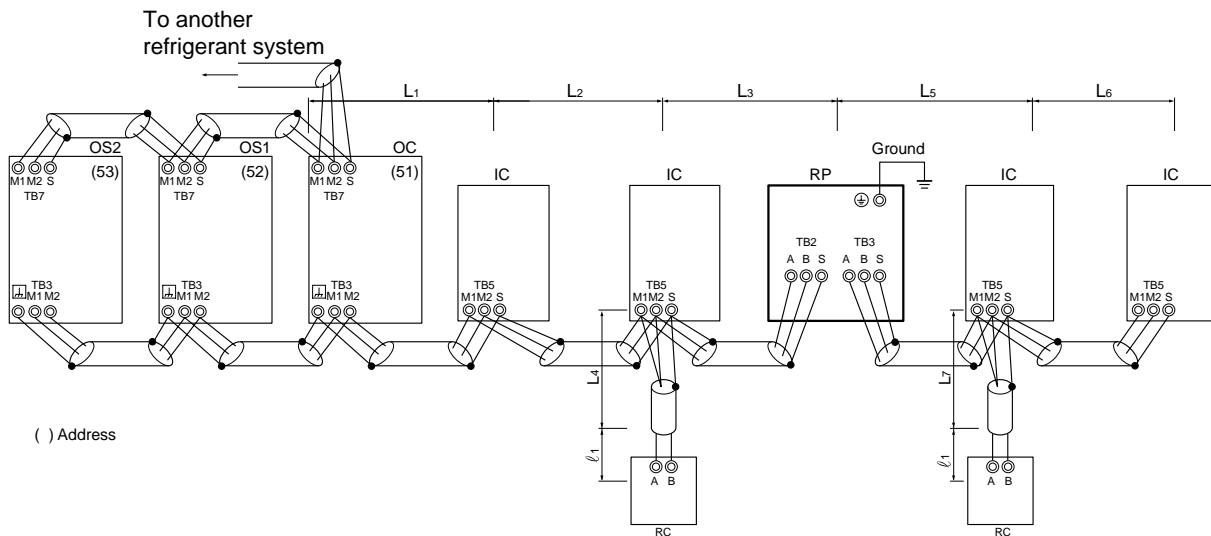 To another
refrigerant system
L1 L2 L3 L5 L6
OS2 OS1 OC
(53) (52) (51)
M1 M2 S M1 M2 S M1 M2 S
TB7 TB7 TB7
IC IC RP Ground IC IC
TB2 TB3
A B S A B S
TB3 TB3 TB3
M1 M2 M1 M2 M1 M2
TB5 TB5 TB5 TB5
M1 M2 S M1 M2 S M1 M2 S M1 M2 S
L4 L7
( ) Address
ℓ1 ℓ1
A B A B
RC RC